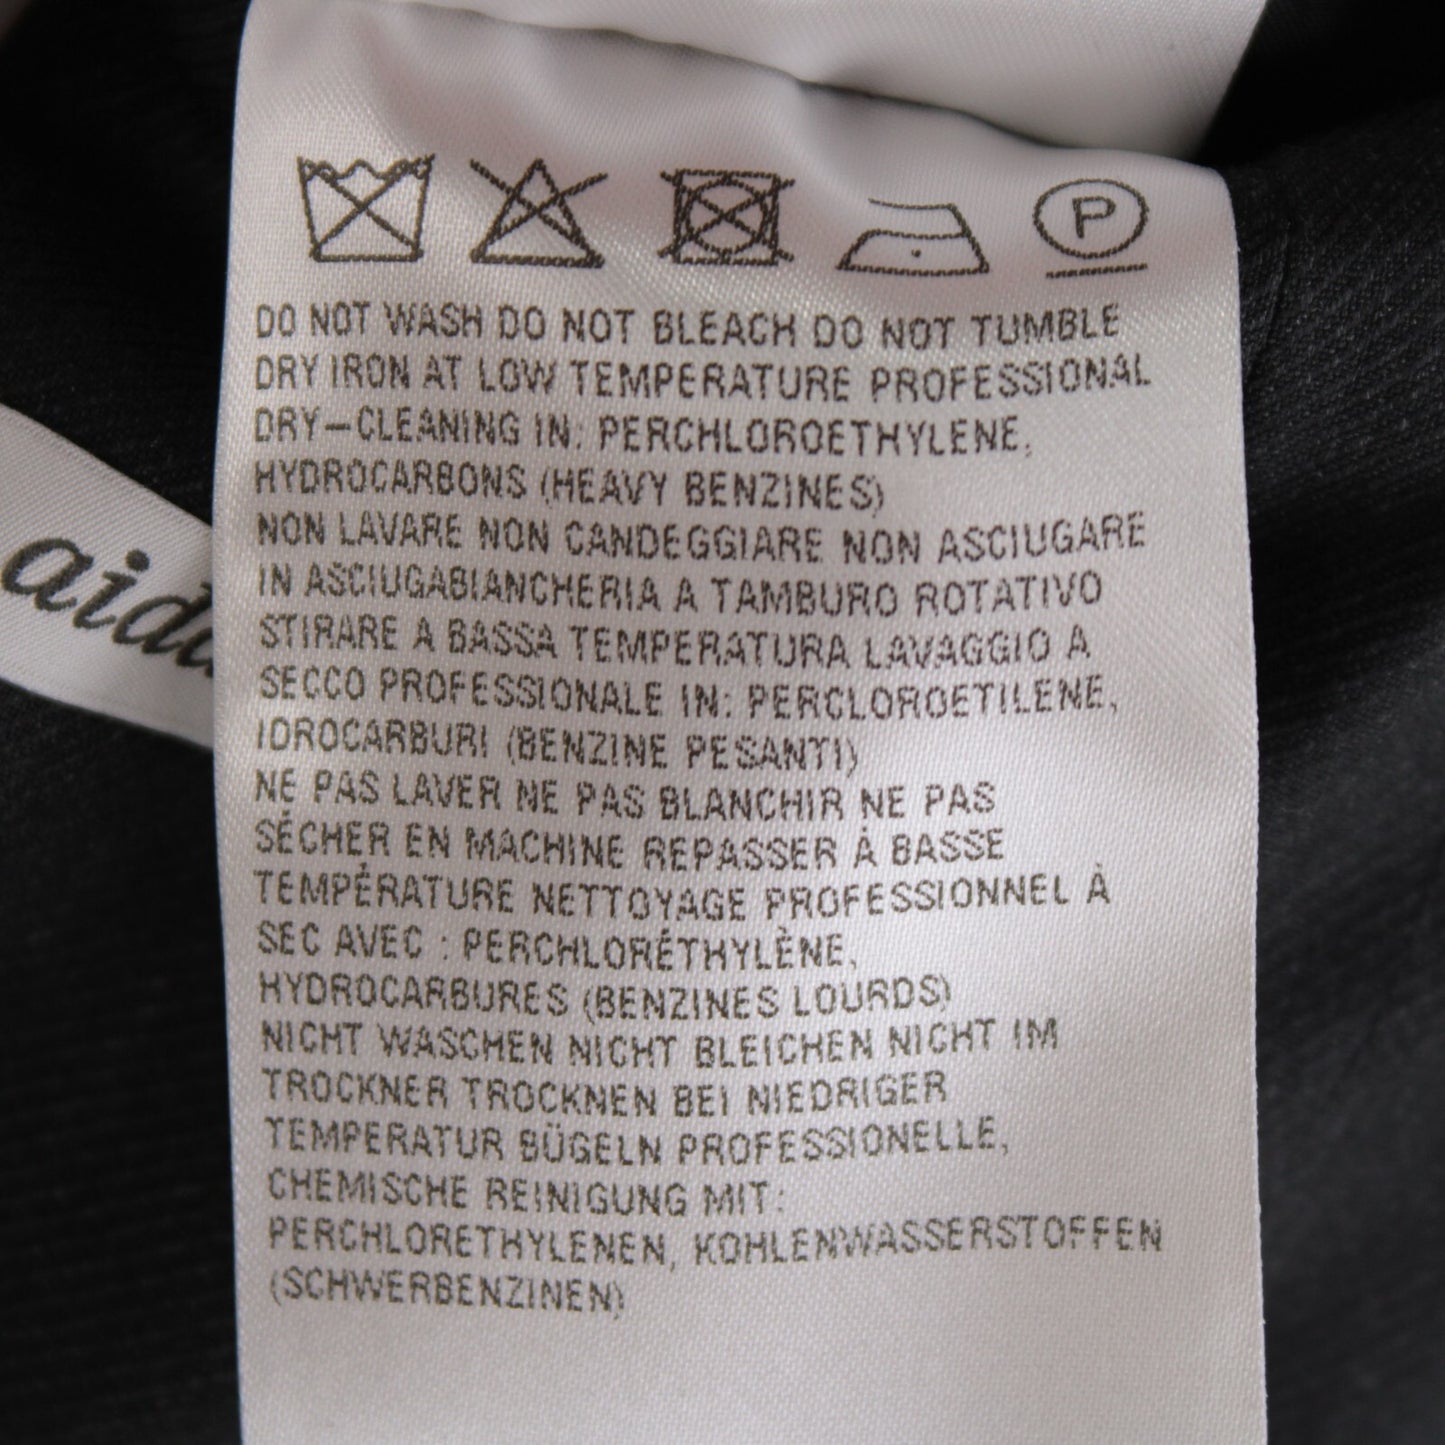 P
DO NOT WASH DO NOT BLEACH DO NOT TUMBLE
DRY IRON AT LOW TEMPERATURE PROFESSIONAL
DRY-CLEANING IN: PERCHLOROETHYLENE,
HYDROCARBONS (HEAVY BENZINES)
NON LAVARE NON CANDEGGIARE NON ASCIUGARE
IN ASCIUGABIANCHERIA A TAMBURO ROTATIVO
STIRARE A BASSA TEMPERATURA LAVAGGIO A
SECCO PROFESSIONALE IN: PERCLOROETILENE,
IDROCARBURI (BENZINE PESANTI)
NE PAS LAVER NE PAS BLANCHIR NE PAS
SÉCHER EN MACHINE REPASSER À BASSE
TEMPÉRATURE NETTOYAGE PROFESSIONNEL À
SEC AVEC : PERCHLORÉTHYLÈNE,
HYDROCARBURES (BENZINES LOURDS)
NICHT WASCHEN NICHT BLEICHEN NICHT IM
TROCKNER TROCKNEN BEI NIEDRIGER
TEMPERATUR BÜGELN PROFESSIONELLE,
CHEMISCHE REINIGUNG MIT:
PERCHLORETHYLENEN, KOHLENWASSERSTOFFEN
(SCHWERBENZINEN)